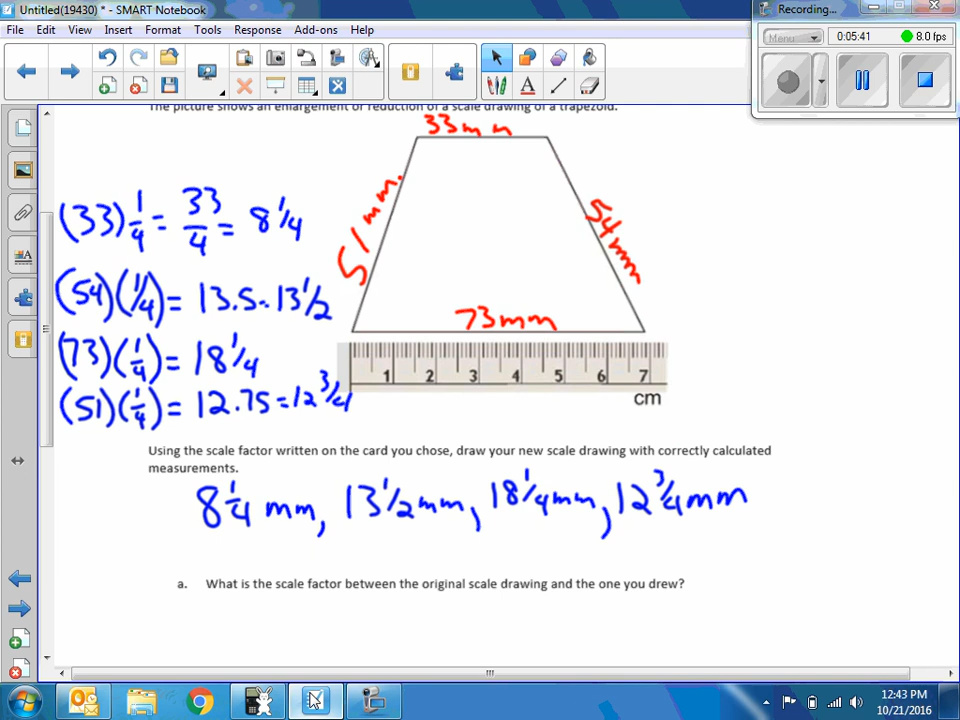 Untitled(19430) * - SMART Notebook
Recording...
File Edit View Insert Format Tools Response Add-ons Help
Menu 0:05:41 8.0 fps
The picture shows an enlargement or reduction of a scale drawing of a trapezoid.
33mm
51mm.
54mm
73mm
(33) 1/4 = 33/4 = 8 1/4
(54)(1/4) = 13.5 = 13 1/2
(73)(1/4) = 18 1/4
(51)(1/4) = 12.75 = 12 3/4
1 2 3 4 5 6 7
cm
Using the scale factor written on the card you chose, draw your new scale drawing with correctly calculated
measurements.
8 1/4 mm, 13 1/2 mm, 18 1/4 mm, 12 3/4 mm
a. What is the scale factor between the original scale drawing and the one you drew?
12:43 PM
10/21/2016